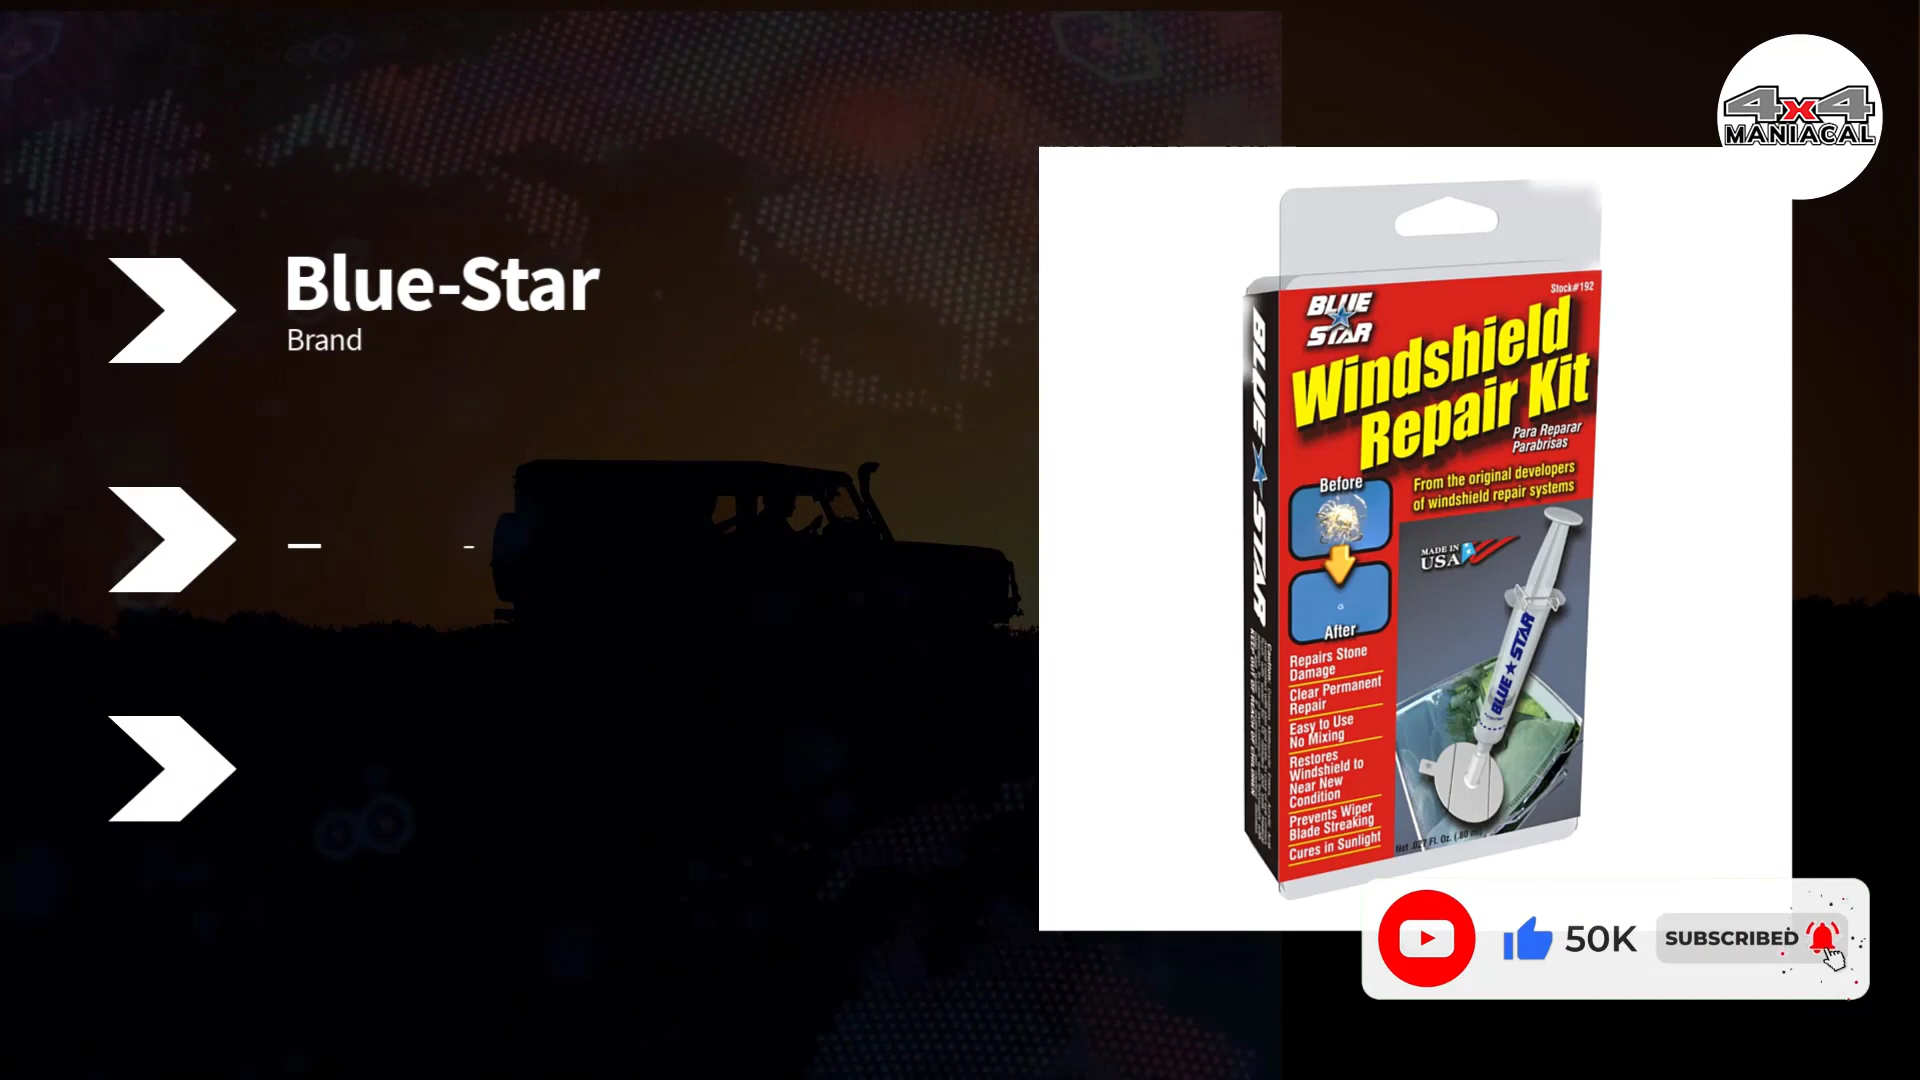 4x4
MANIACAL
Blue-Star
Brand
BLUE
STAR
Stock#192
Windshield
Repair Kit
Para Reparar
Parabrisas
From the original developers
of windshield repair systems
BLUE STAR
Before
After
MADE IN
USA
BLUE STAR
Repairs Stone
Damage
Clear Permanent
Repair
Easy to Use
No Mixing
Restores
Windshield to
Near New
Condition
Prevents Wiper
Blade Streaking
Cures in Sunlight
50K
SUBSCRIBED